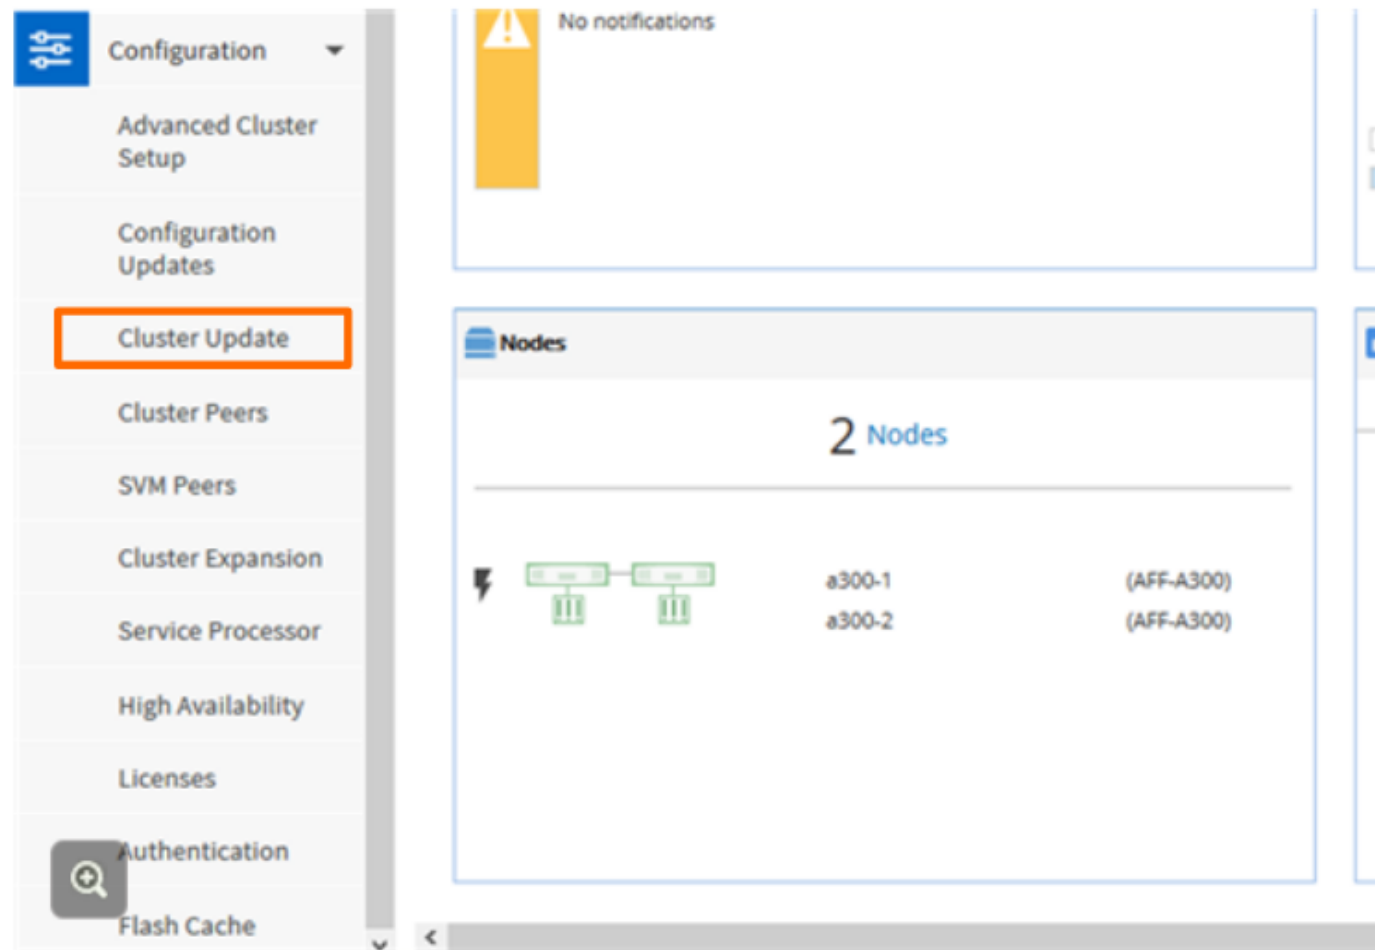 Configuration
Advanced Cluster
Setup
Configuration
Updates
Cluster Update
Cluster Peers
SVM Peers
Cluster Expansion
Service Processor
High Availability
Licenses
Authentication
Flash Cache
No notifications
Nodes
2 Nodes
a300-1 (AFF-A300)
a300-2 (AFF-A300)